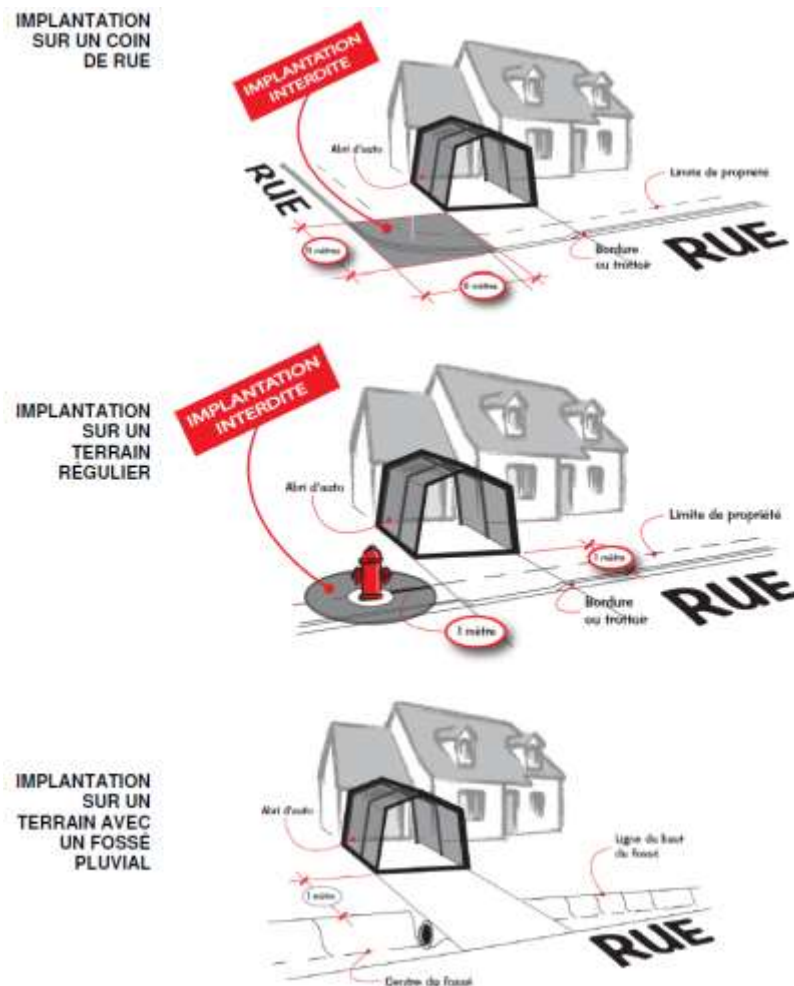 IMPLANTATION
SUR UN COIN
DE RUE
IMPLANTATION
INTERDITE
Abri d'auto
RUE
Limite de propriété
RUE
Bordure
ou trottoir
mètres
mètres
IMPLANTATION
SUR UN
TERRAIN
RÉGULIER
IMPLANTATION
INTERDITE
Abri d'auto
Limite de propriété
1 mètre
RUE
Bordure
ou trottoir
1 mètre
IMPLANTATION
SUR UN
TERRAIN AVEC
UN FOSSÉ
PLUVIAL
Abri d'auto
Ligne du haut
du fossé
1 mètre
RUE
Centre du fossé